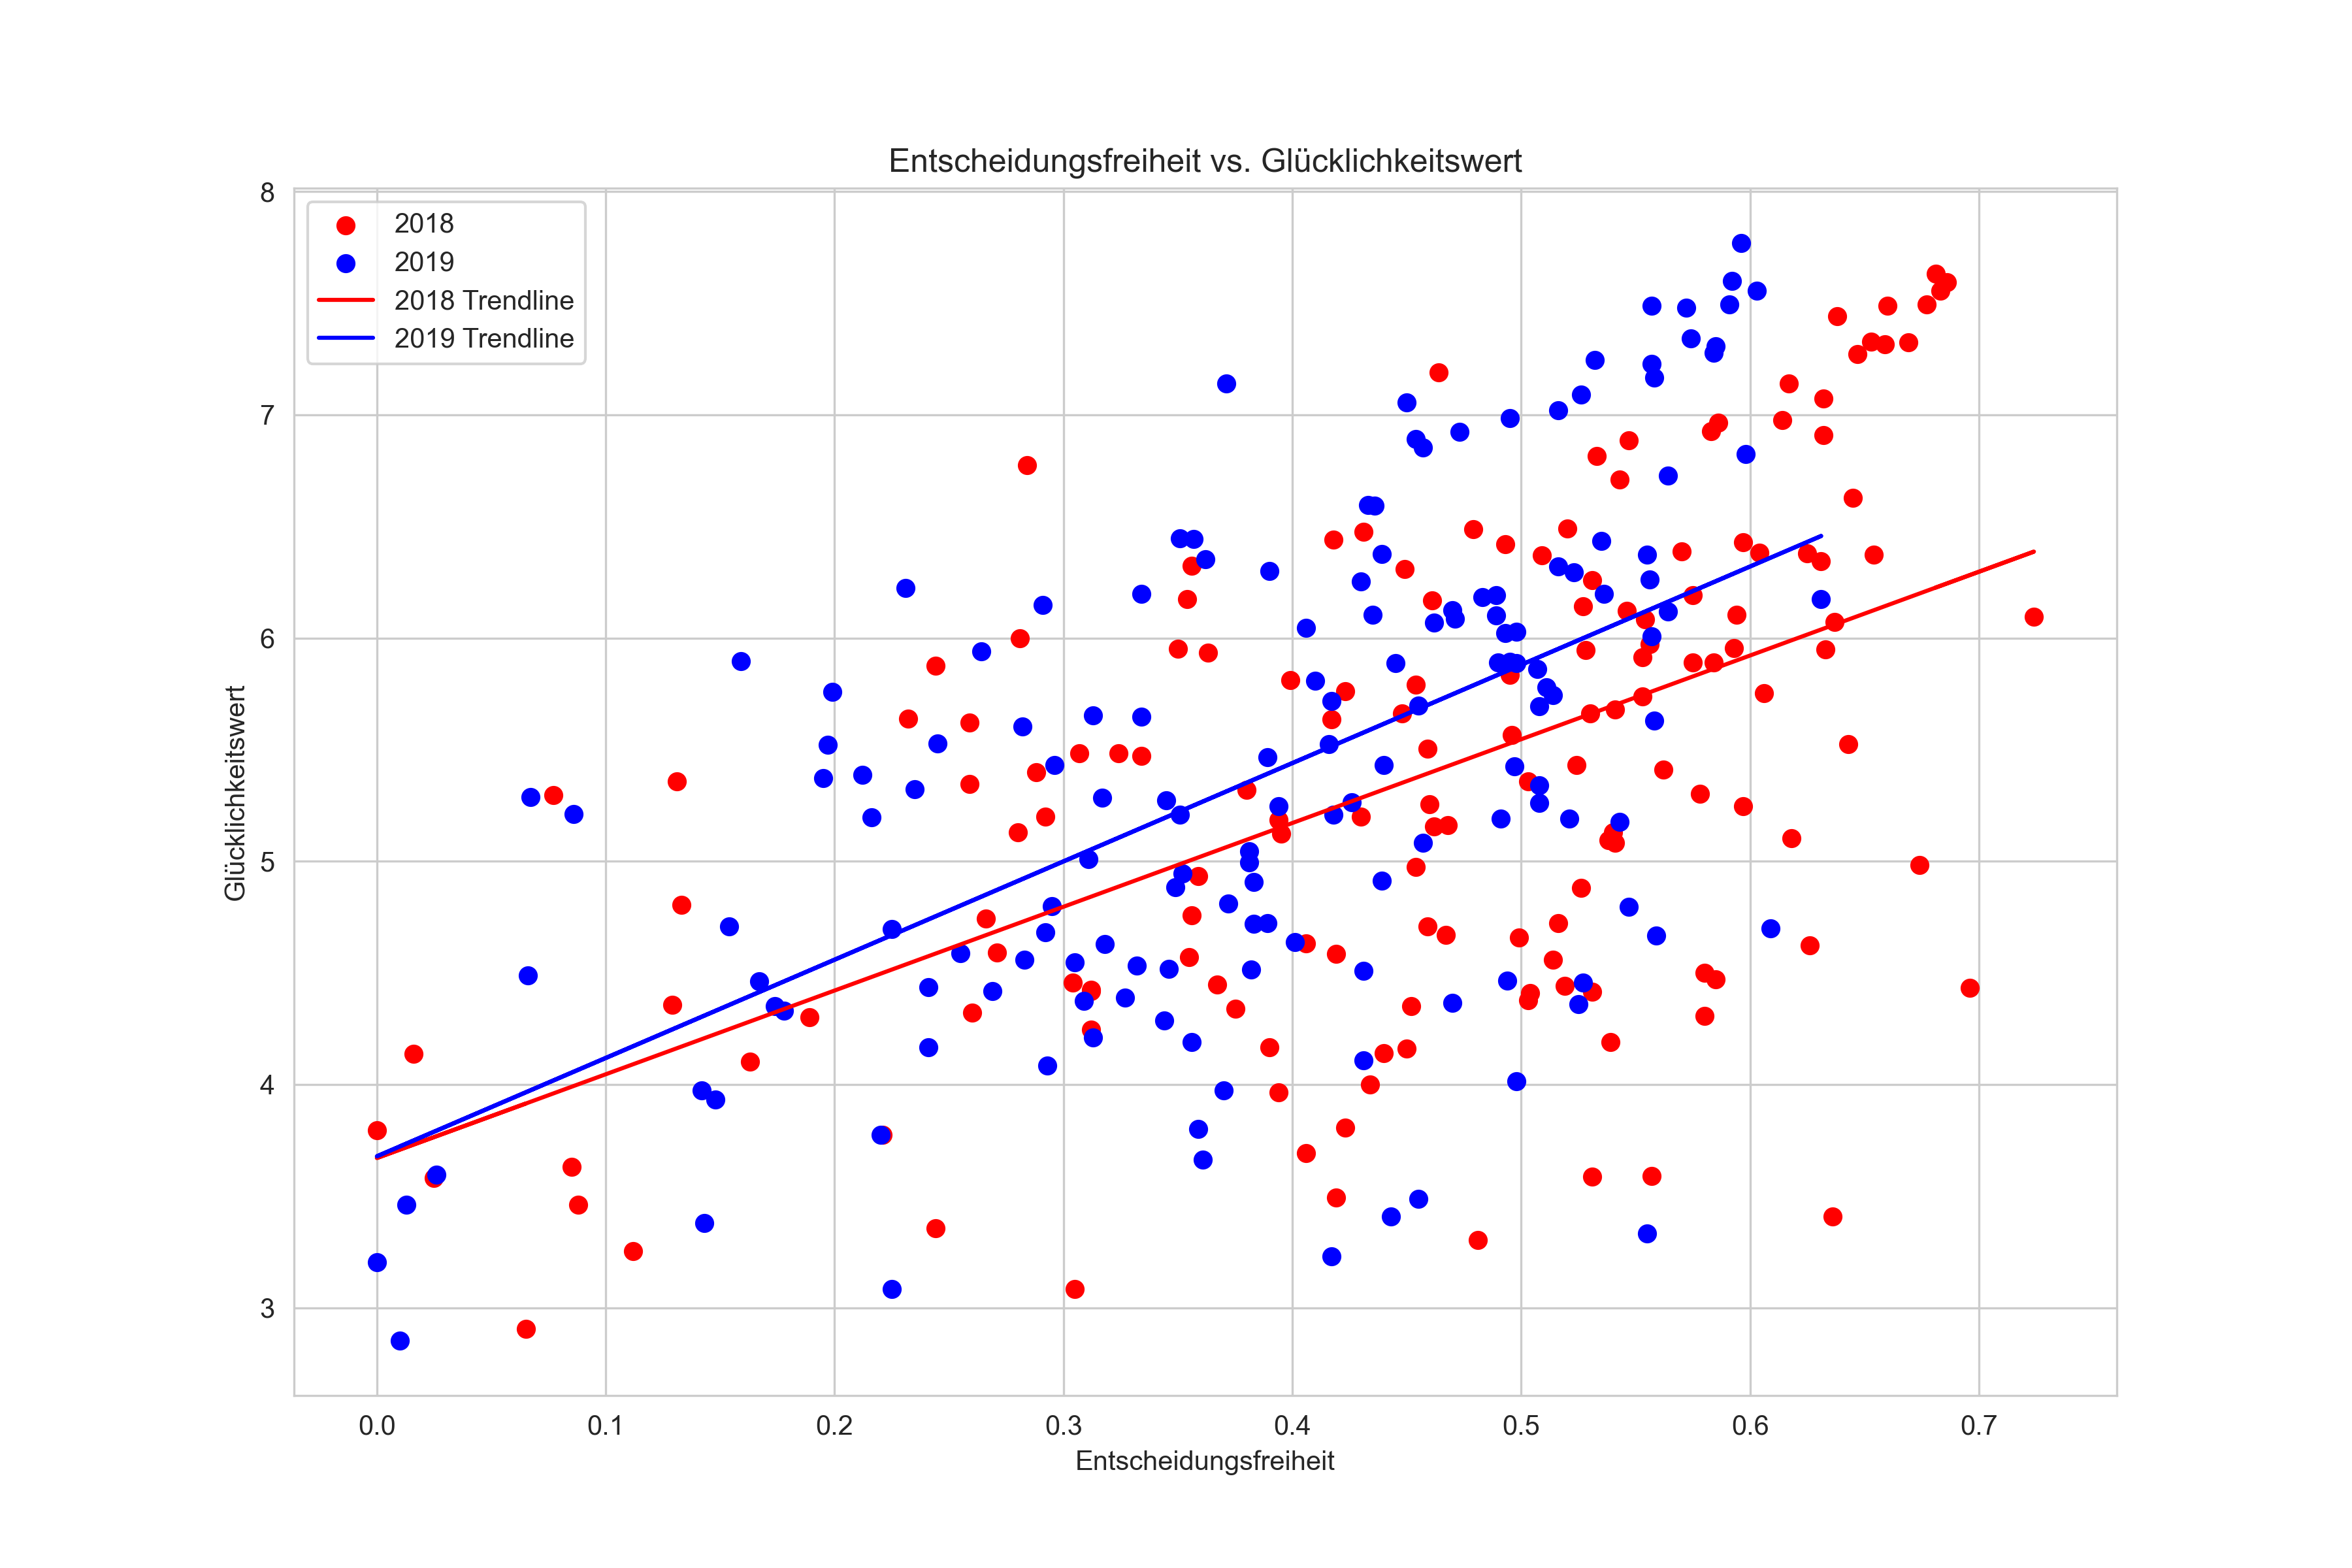 Entscheidungsfreiheit vs. Glücklichkeitswert
2018
2019
2018 Trendline
2019 Trendline
Glücklichkeitswert
8
7
6
5
4
3
0.0 0.1 0.2 0.3 0.4 0.5 0.6 0.7
Entscheidungsfreiheit